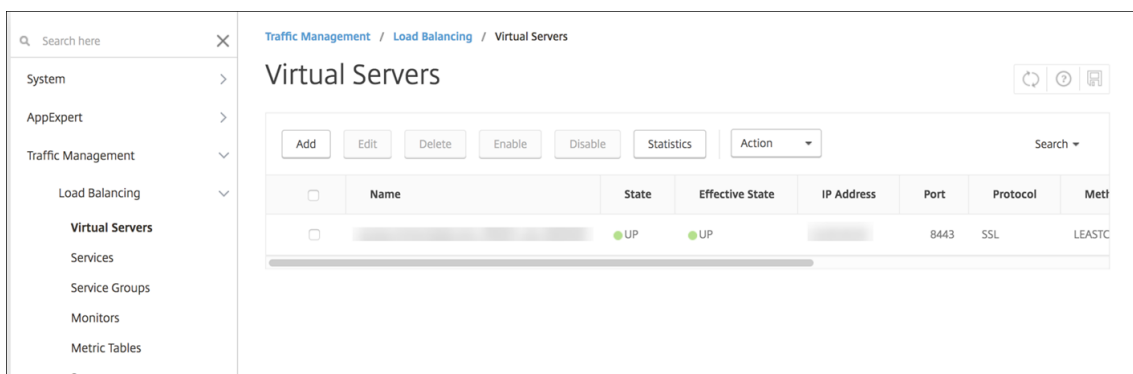 Search here
System
AppExpert
Traffic Management
Load Balancing
Virtual Servers
Services
Service Groups
Monitors
Metric Tables
Traffic Management / Load Balancing / Virtual Servers
Virtual Servers
Add Edit Delete Enable Disable Statistics Action Search
Name State Effective State IP Address Port Protocol Meth
UP UP 8443 SSL LEASTC